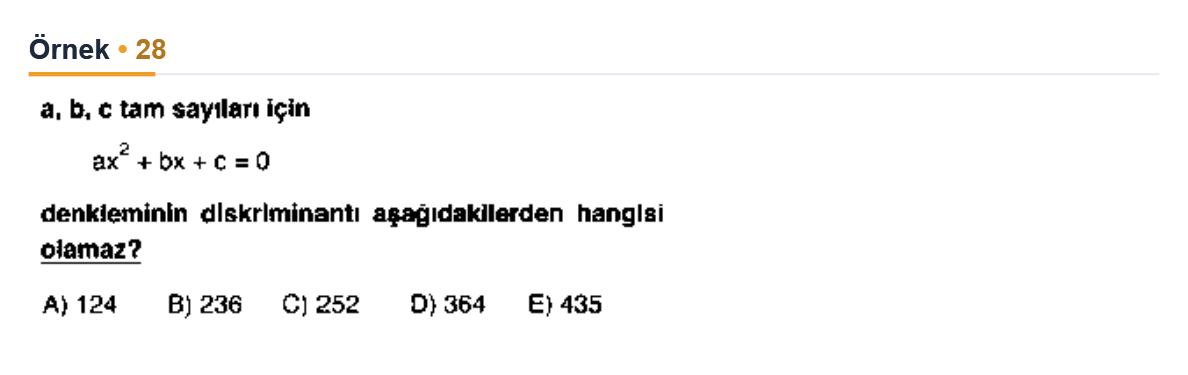 Örnek • 28
a, b, c tam sayıları için
ax² + bx + c = 0
denkleminin diskriminantı aşağıdakilerden hangisi
olamaz?
A) 124 B) 236 C) 252 D) 364 E) 435